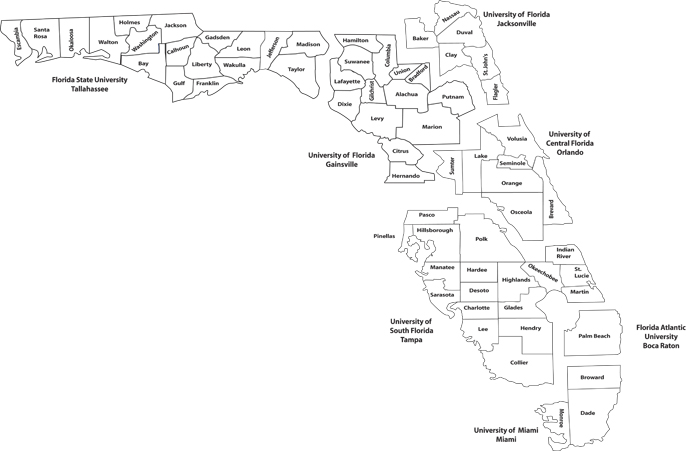 Escambia
Santa
Rosa
Okaloosa
Walton
Holmes
Washington
Bay
Jackson
Calhoun
Gulf
Gadsden
Liberty
Franklin
Leon
Wakulla
Jefferson
Madison
Taylor
Florida State University
Tallahassee
Hamilton
Suwanee
Lafayette
Dixie
Columbia
Gilchrist
Union
Bradford
Alachua
Levy
Putnam
Marion
Citrus
Hernando
University of Florida
Gainsville
Nassau
Duval
Baker
Clay
St. John's
Flagler
University of Florida
Jacksonville
Volusia
Lake
Sumter
Seminole
Orange
Osceola
Brevard
University of
Central Florida
Orlando
Pasco
Pinellas
Hillsborough
Polk
Manatee
Hardee
Highlands
Sarasota
Desoto
Charlotte
Glades
Lee
Hendry
Collier
University of
South Florida
Tampa
Indian
River
Okeechobee
St.
Lucie
Martin
Palm Beach
Florida Atlantic
University
Boca Raton
Broward
Dade
Monroe
University of Miami
Miami